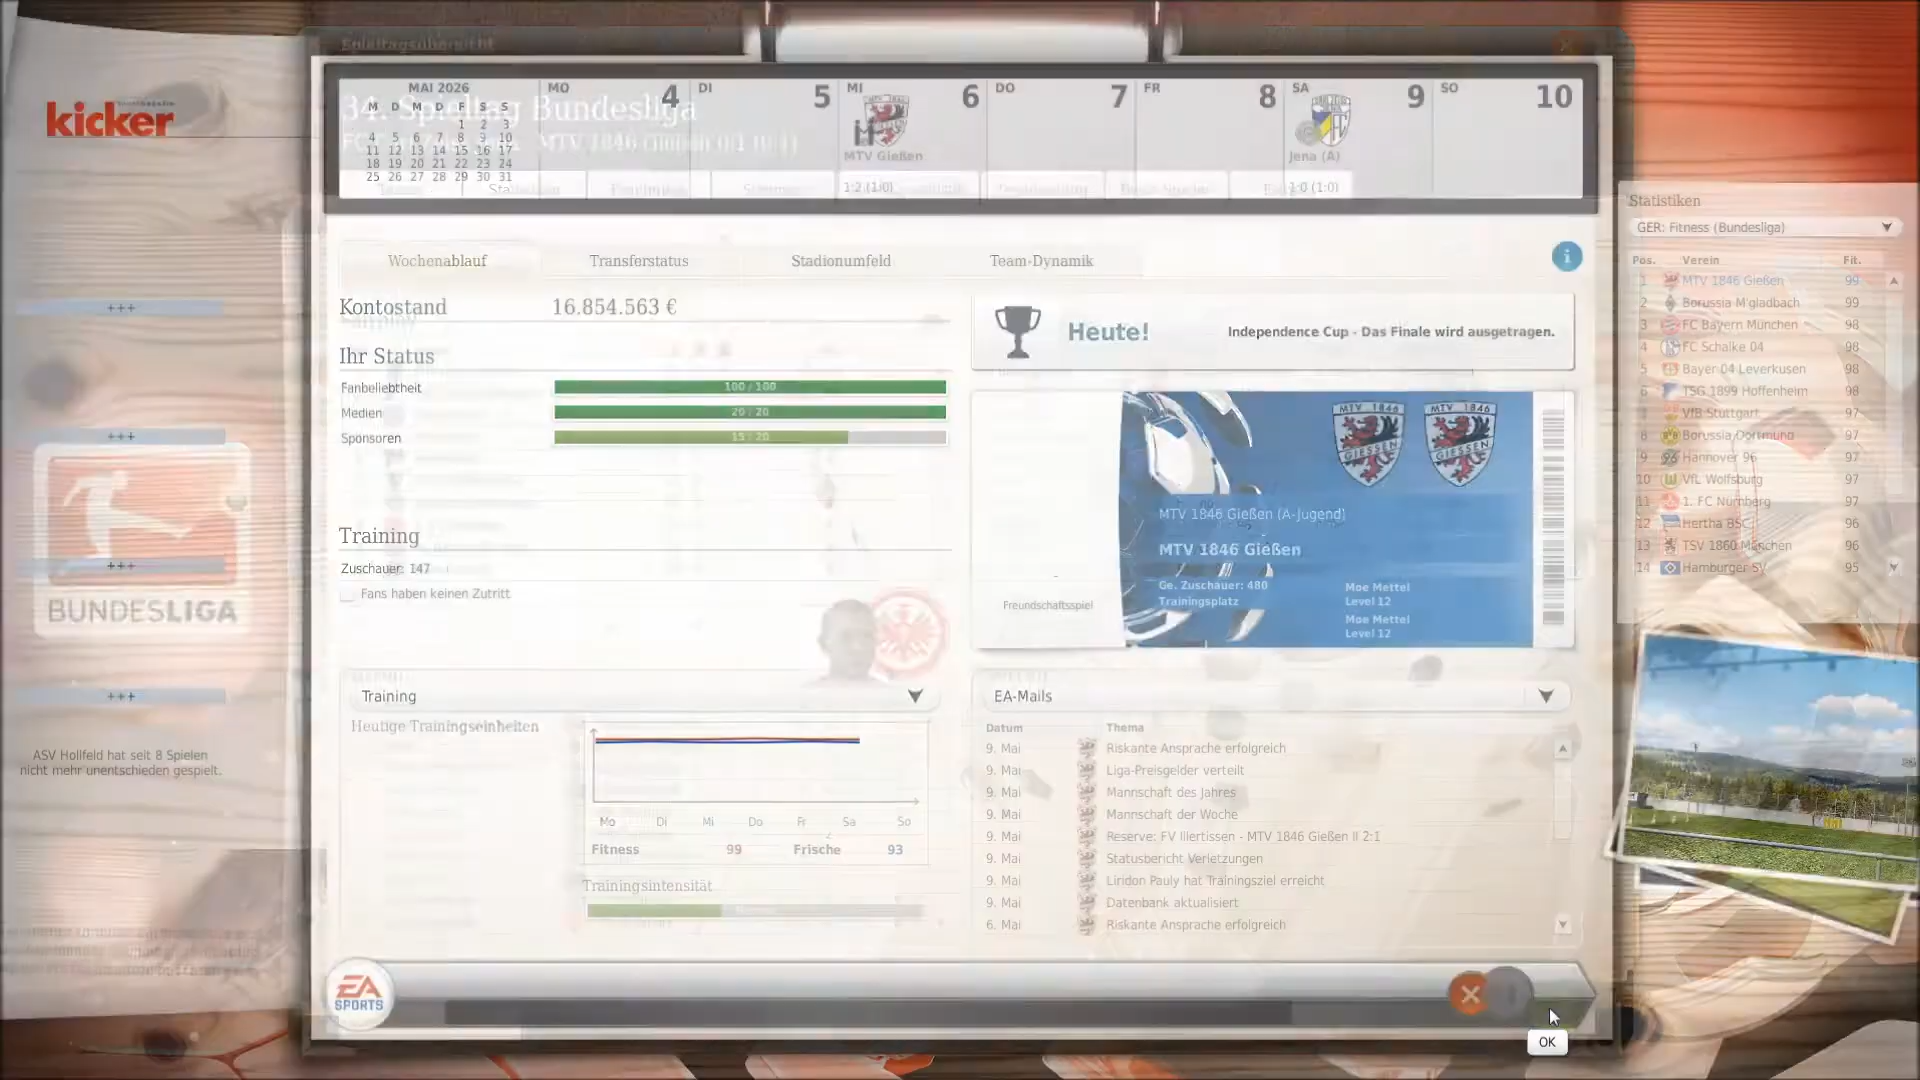 Spieltagsübersicht
34. Spieltag Bundesliga
MAI 2026
M D M D F S S
1 2 3
4 5 6 7 8 9 10
11 12 13 14 15 16 17
18 19 20 21 22 23 24
25 26 27 28 29 30 31
MO 4
DI 5
MI 6
MTV Gießen
1:2 (1:0)
DO 7
FR 8
SA 9
Jena (A)
1:0 (1:0)
SO 10
kicker
+++
+++
+++
+++
BUNDESLIGA
ASV Hollfeld hat seit 8 Spielen
nicht mehr unentschieden gespielt.
Wochenablauf
Transferstatus
Stadionumfeld
Team-Dynamik
Kontostand 16.854.563 €
Ihr Status
Fanbeliebtheit 100 / 100
Medien 20 / 20
Sponsoren 15 / 20
Training
Zuschauer: 147
Fans haben keinen Zutritt
Training
Heutige Trainingseinheiten
Mo Di Mi Do Fr Sa So
Fitness 99 Frische 93
Trainingsintensität
Heute!
Independence Cup - Das Finale wird ausgetragen.
MTV 1846 GIESSEN
MTV 1846 GIESSEN
MTV 1846 Gießen (A-Jugend)
MTV 1846 Gießen
Ge. Zuschauer: 480
Trainingsplatz
Moe Mettel
Level 12
Moe Mettel
Level 12
Freundschaftsspiel
EA-Mails
Datum Thema
9. Mai Riskante Ansprache erfolgreich
9. Mai Liga-Preisgelder verteilt
9. Mai Mannschaft des Jahres
9. Mai Mannschaft der Woche
9. Mai Reserve: FV Illertissen - MTV 1846 Gießen II 2:1
9. Mai Statusbericht Verletzungen
9. Mai Liridon Pauly hat Trainingsziel erreicht
9. Mai Datenbank aktualisiert
6. Mai Riskante Ansprache erfolgreich
Statistiken
GER: Fitness (Bundesliga)
Pos. Verein Fit.
1 MTV 1846 Gießen 99
2 Borussia M'gladbach 99
3 FC Bayern München 98
4 FC Schalke 04 98
5 Bayer 04 Leverkusen 98
6 TSG 1899 Hoffenheim 98
VfB Stuttgart 97
8 Borussia Dortmund 97
9 Hannover 96 97
10 VfL Wolfsburg 97
11 1. FC Nürnberg 97
12 Hertha BSC 96
13 TSV 1860 München 96
14 Hamburger SV 95
EA SPORTS
OK